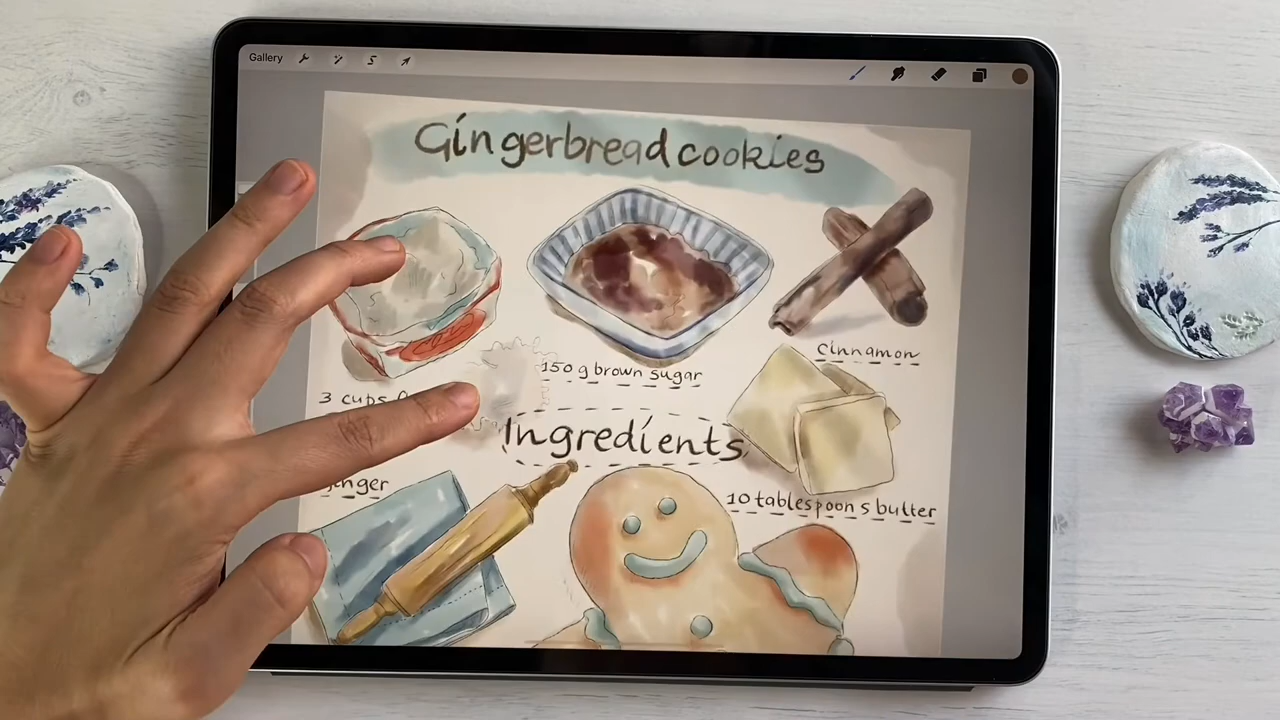 Gallery
Gingerbread cookies
cinnamon
150 g brown sugar
3 cups
Ingredients
10 tablespoons butter